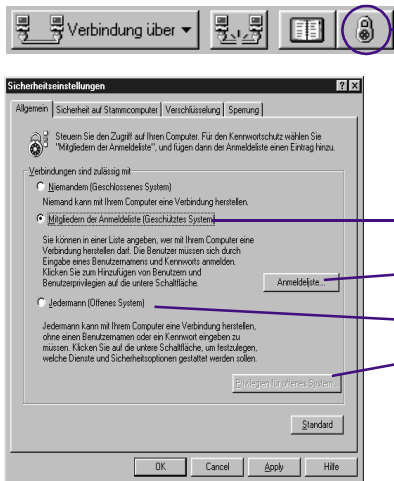 Verbindung über
Sicherheitseinstellungen
Allgemein Sicherheit auf Stammcomputer Verschlüsselung Sperrung
Steuern Sie den Zugriff auf Ihren Computer. Für den Kennwortschutz wählen Sie
"Mitgliedern der Anmeldeliste", und fügen dann der Anmeldeliste einen Eintrag hinzu.
Verbindungen sind zulässig mit
Niemandem (Geschlossenes System)
Niemand kann mit Ihrem Computer eine Verbindung herstellen.
Mitgliedern der Anmeldeliste (Geschütztes System)
Sie können in einer Liste angeben, wer mit Ihrem Computer eine
Verbindung herstellen darf. Die Benutzer müssen sich durch
Eingabe eines Benutzernamens und Kennworts anmelden.
Klicken Sie zum Hinzufügen von Benutzern und
Benutzerprivilegien auf die untere Schaltfläche.
Anmeldeliste...
Jedermann (Offenes System)
Jedermann kann mit Ihrem Computer eine Verbindung herstellen,
ohne einen Benutzernamen oder ein Kennwort eingeben zu
müssen. Klicken Sie auf die untere Schaltfläche, um festzulegen,
welche Dienste und Sicherheitsoptionen gestattet werden sollen.
Privilegien für offenes System...
Standard
OK Cancel Apply Hilfe